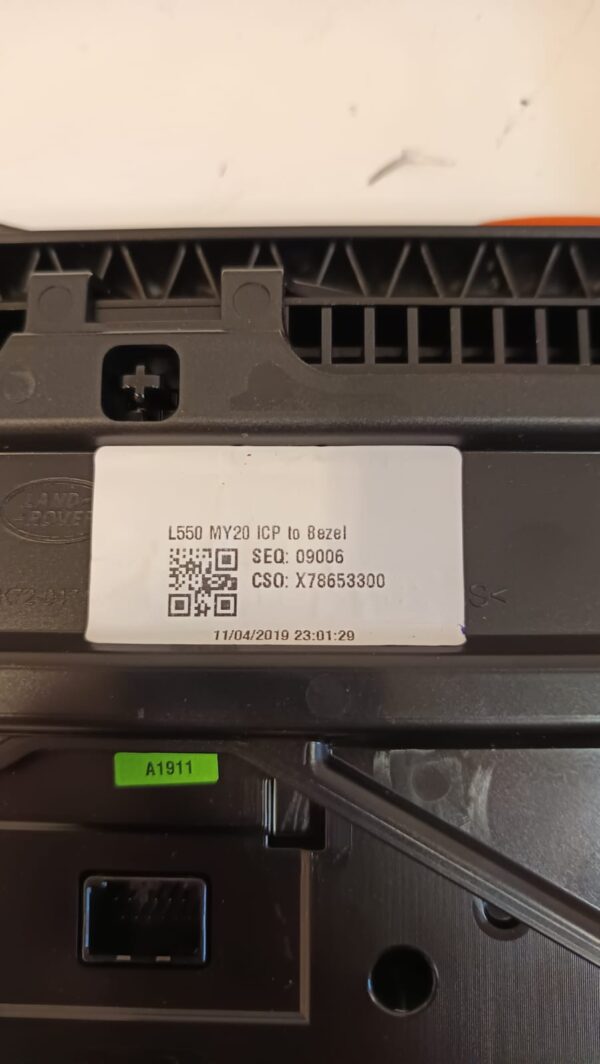 L550 MY20 ICP to Bezel
SEQ: 09006
CSO: X78653300
11/04/2019 23:01:29
LAND-
-ROVER
A1911